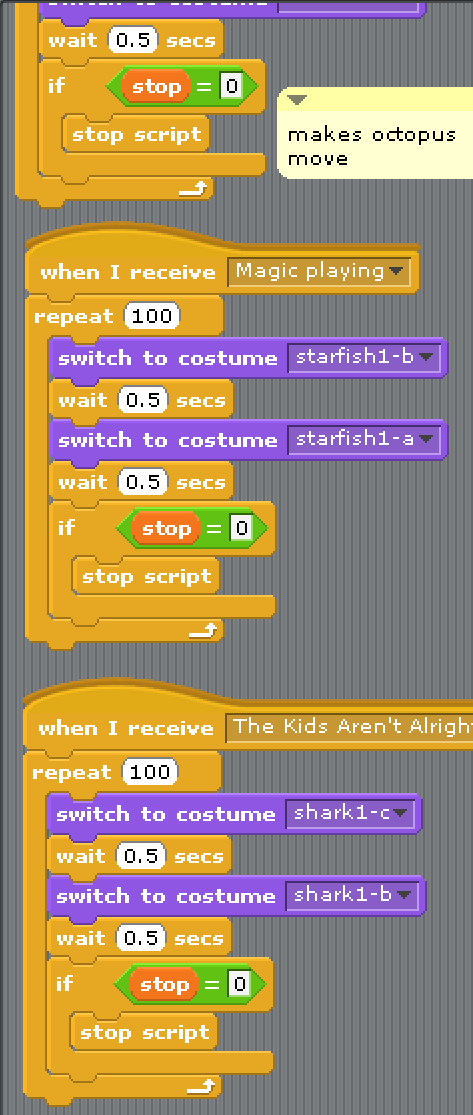 wait 0.5 secs
if stop = 0
stop script
makes octopus
move
when I receive Magic playing
repeat 100
switch to costume starfish1-b
wait 0.5 secs
switch to costume starfish1-a
wait 0.5 secs
if stop = 0
stop script
when I receive The Kids Aren't Alright
repeat 100
switch to costume shark1-c
wait 0.5 secs
switch to costume shark1-b
wait 0.5 secs
if stop = 0
stop script